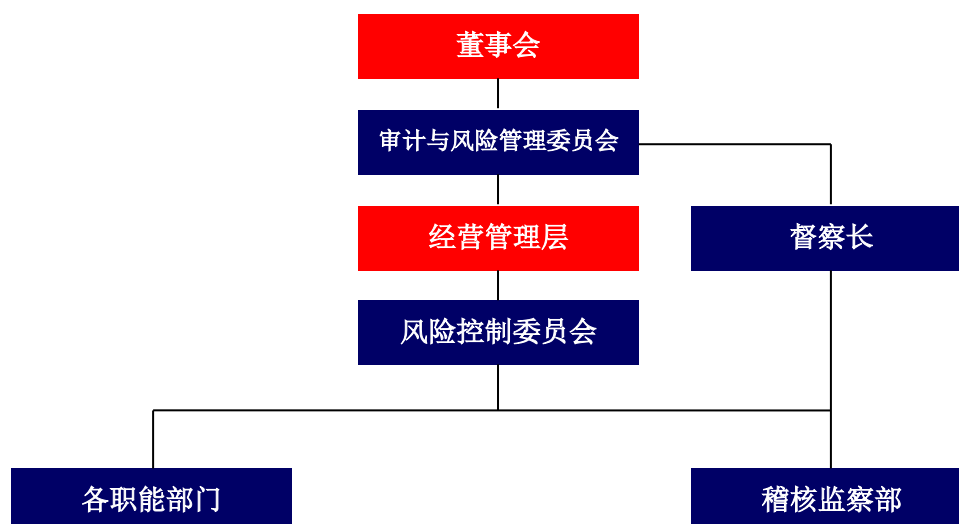 董事会
审计与风险管理委员会
经营管理层
督察长
风险控制委员会
各职能部门
稽核监察部